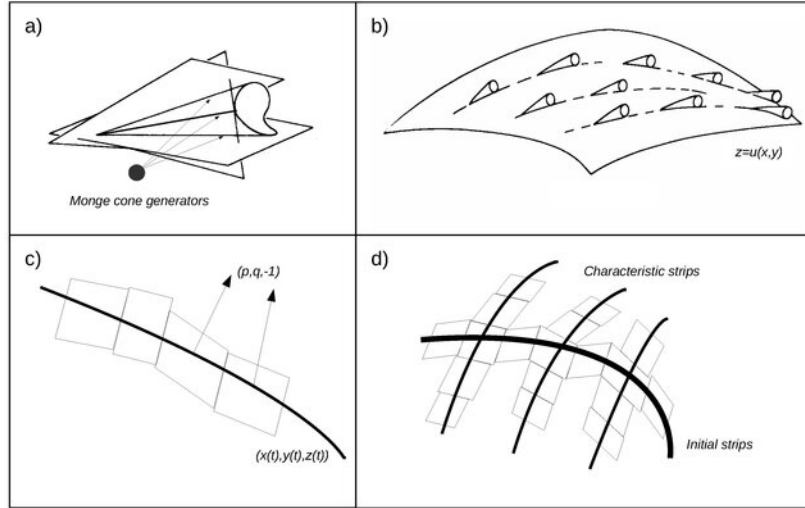 a)
Monge cone generators
b)
z=u(x,y)
c)
(p,q,-1)
(x(t),y(t),z(t))
d)
Characteristic strips
Initial strips